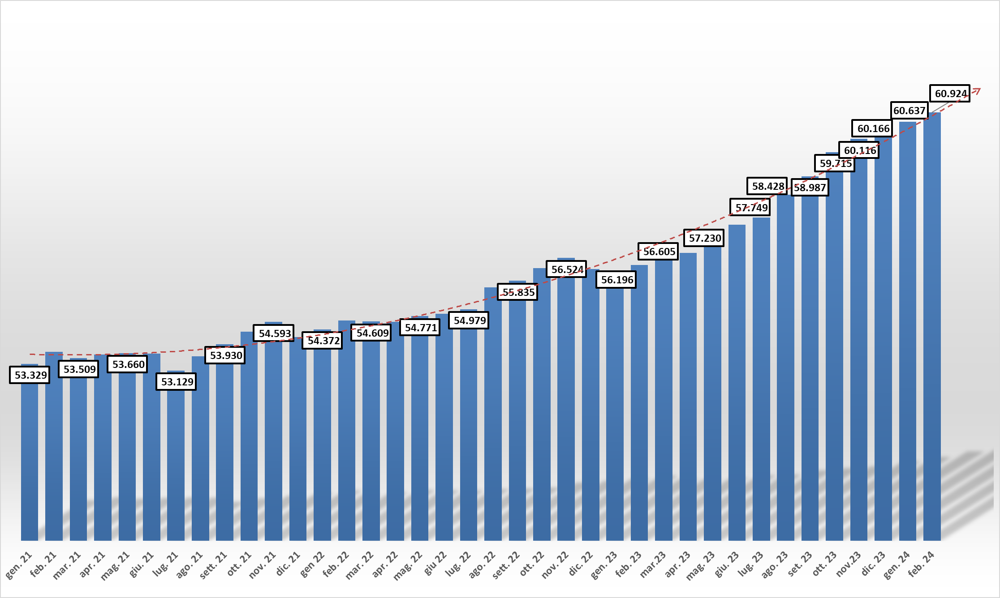 53.329
53.509
53.660
53.129
53.930
54.593
54.372
54.609
54.771
54.979
55.835
56.524
56.196
56.605
57.230
57.749
58.428
58.987
59.715
60.116
60.166
60.637
60.924
gen. 21
feb. 21
mar. 21
apr. 21
mag. 21
giu. 21
lug. 21
ago. 21
sett. 21
ott. 21
nov. 21
dic. 21
gen 22
feb. 22
mar. 22
apr. 22
mag. 22
giu 22
lug. 22
ago. 22
sett. 22
ott. 22
nov. 22
dic. 22
gen. 23
feb. 23
mar.23
apr. 23
mag. 23
giu. 23
lug. 23
ago. 23
set. 23
ott. 23
nov.23
dic. 23
gen. 24
feb. 24